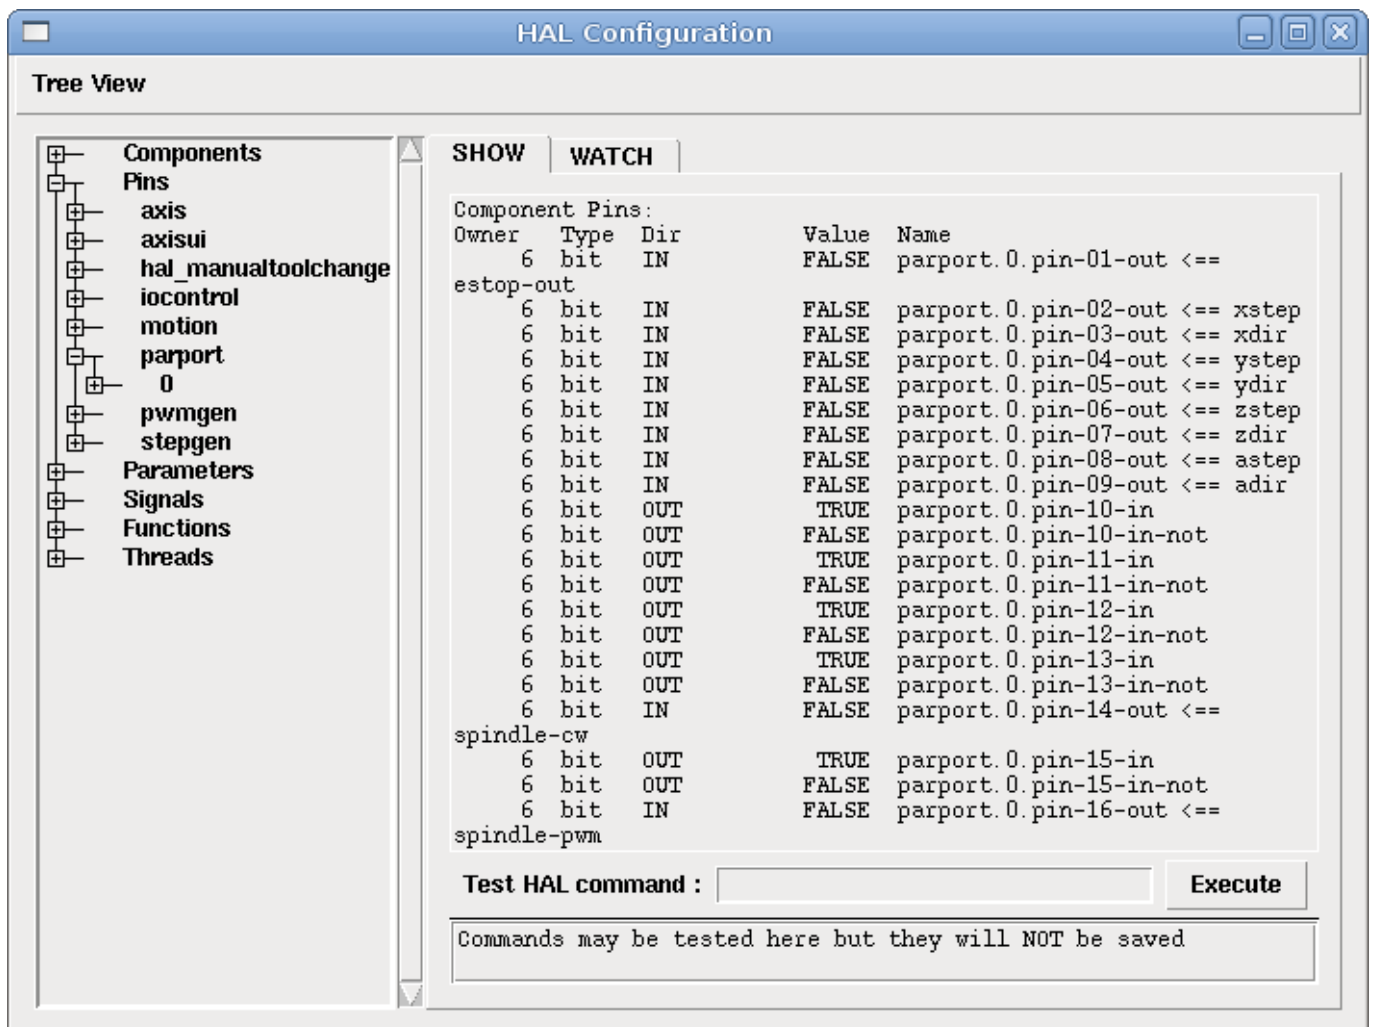 HAL Configuration
Tree View
Components
Pins
axis
axisui
hal_manualtoolchange
iocontrol
motion
parport
0
pwmgen
stepgen
Parameters
Signals
Functions
Threads
SHOW WATCH
Component Pins:
Owner Type Dir Value Name
6 bit IN FALSE parport.0.pin-01-out <==
estop-out
6 bit IN FALSE parport.0.pin-02-out <== xstep
6 bit IN FALSE parport.0.pin-03-out <== xdir
6 bit IN FALSE parport.0.pin-04-out <== ystep
6 bit IN FALSE parport.0.pin-05-out <== ydir
6 bit IN FALSE parport.0.pin-06-out <== zstep
6 bit IN FALSE parport.0.pin-07-out <== zdir
6 bit IN FALSE parport.0.pin-08-out <== astep
6 bit IN FALSE parport.0.pin-09-out <== adir
6 bit OUT TRUE parport.0.pin-10-in
6 bit OUT FALSE parport.0.pin-10-in-not
6 bit OUT TRUE parport.0.pin-11-in
6 bit OUT FALSE parport.0.pin-11-in-not
6 bit OUT TRUE parport.0.pin-12-in
6 bit OUT FALSE parport.0.pin-12-in-not
6 bit OUT TRUE parport.0.pin-13-in
6 bit OUT FALSE parport.0.pin-13-in-not
6 bit IN FALSE parport.0.pin-14-out <==
spindle-cw
6 bit OUT TRUE parport.0.pin-15-in
6 bit OUT FALSE parport.0.pin-15-in-not
6 bit IN FALSE parport.0.pin-16-out <==
spindle-pwm
Test HAL command : Execute
Commands may be tested here but they will NOT be saved